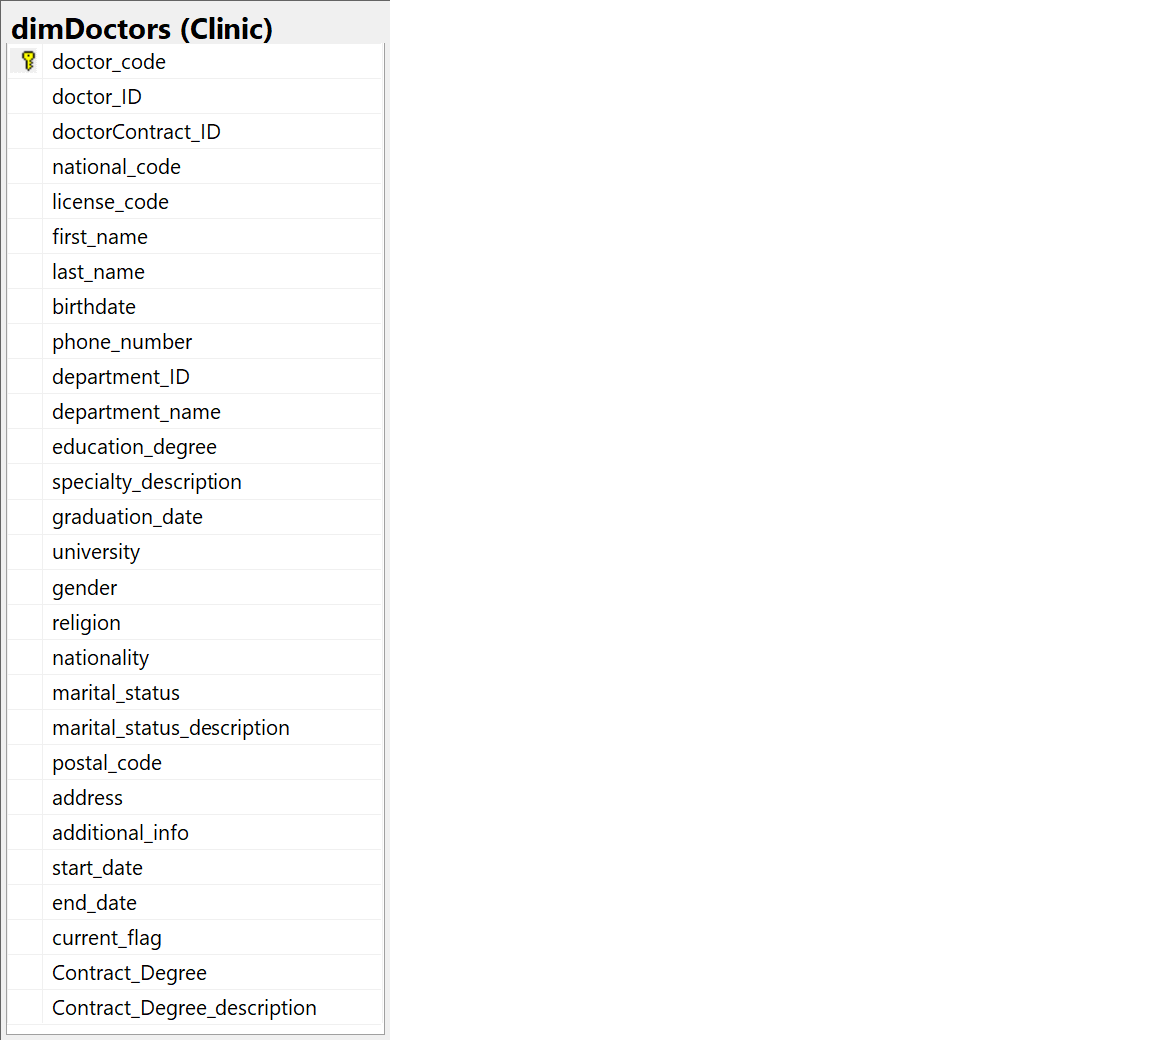 dimDoctors (Clinic)
doctor_code
doctor_ID
doctorContract_ID
national_code
license_code
first_name
last_name
birthdate
phone_number
department_ID
department_name
education_degree
specialty_description
graduation_date
university
gender
religion
nationality
marital_status
marital_status_description
postal_code
address
additional_info
start_date
end_date
current_flag
Contract_Degree
Contract_Degree_description